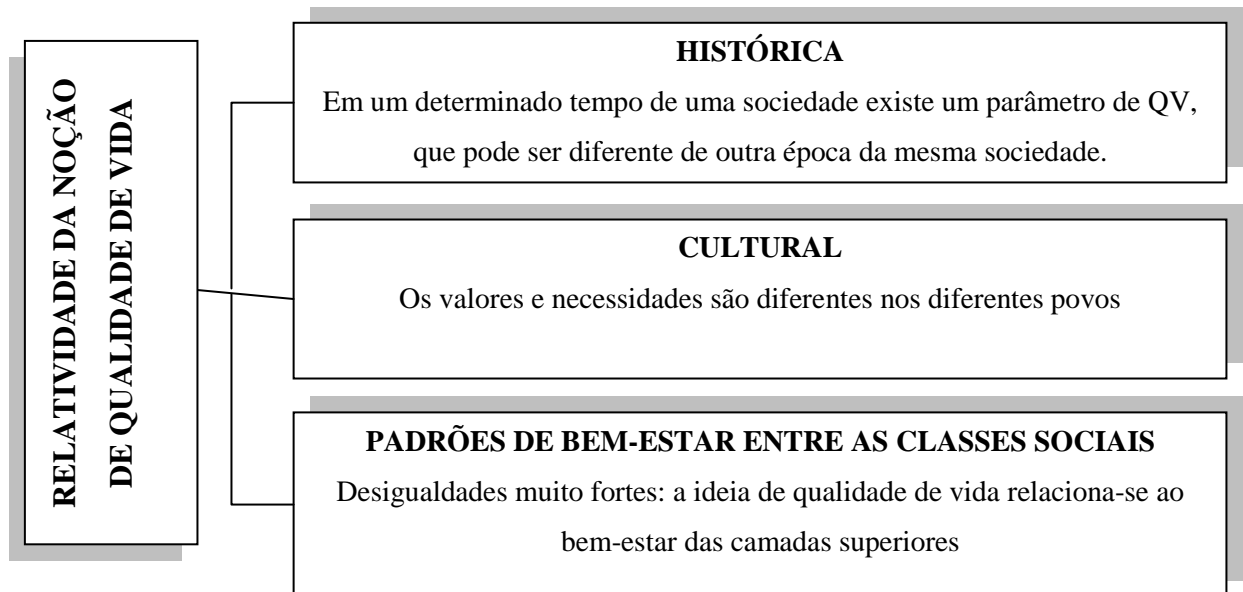 RELATIVIDADE DA NOÇÃO
DE QUALIDADE DE VIDA
HISTÓRICA
Em um determinado tempo de uma sociedade existe um parâmetro de QV,
que pode ser diferente de outra época da mesma sociedade.
CULTURAL
Os valores e necessidades são diferentes nos diferentes povos
PADRÕES DE BEM-ESTAR ENTRE AS CLASSES SOCIAIS
Desigualdades muito fortes: a ideia de qualidade de vida relaciona-se ao
bem-estar das camadas superiores